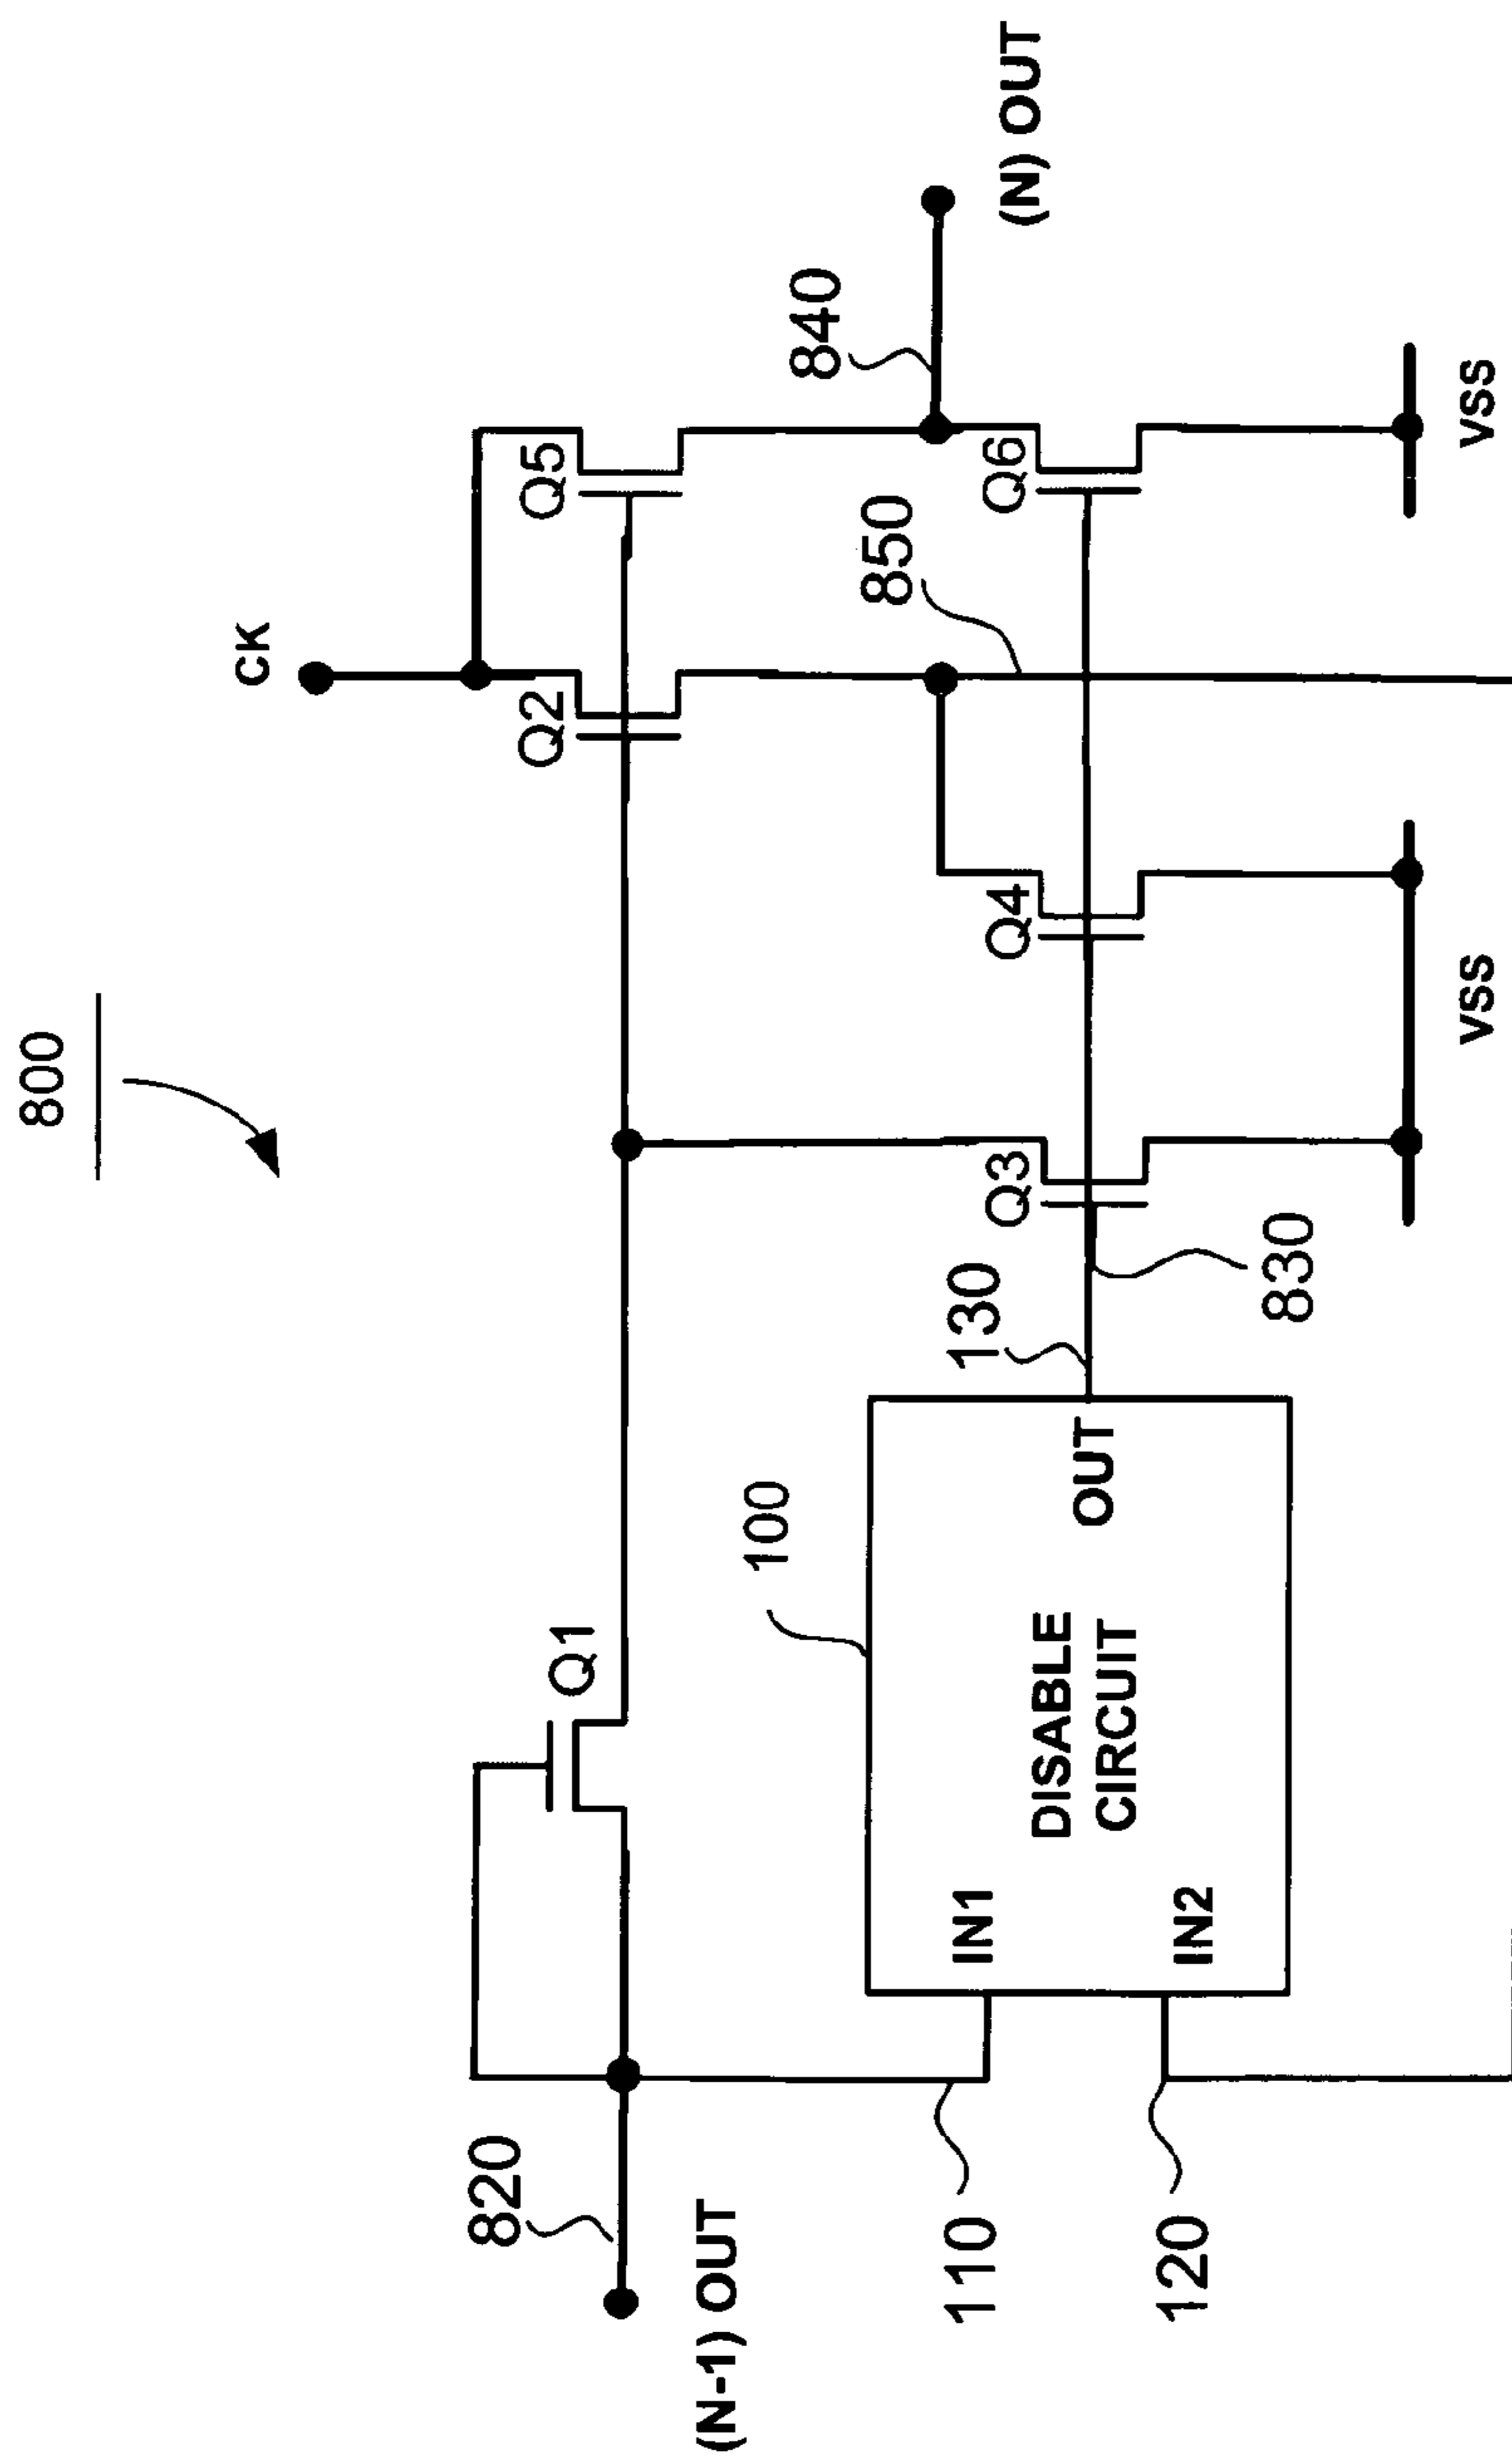 800
CK
Q2
Q5
840
(N) OUT
820
(N-1) OUT
Q1
850
Q3
Q4
Q6
100
130
110
IN1
120
IN2
DISABLE
CIRCUIT
OUT
830
VSS
VSS